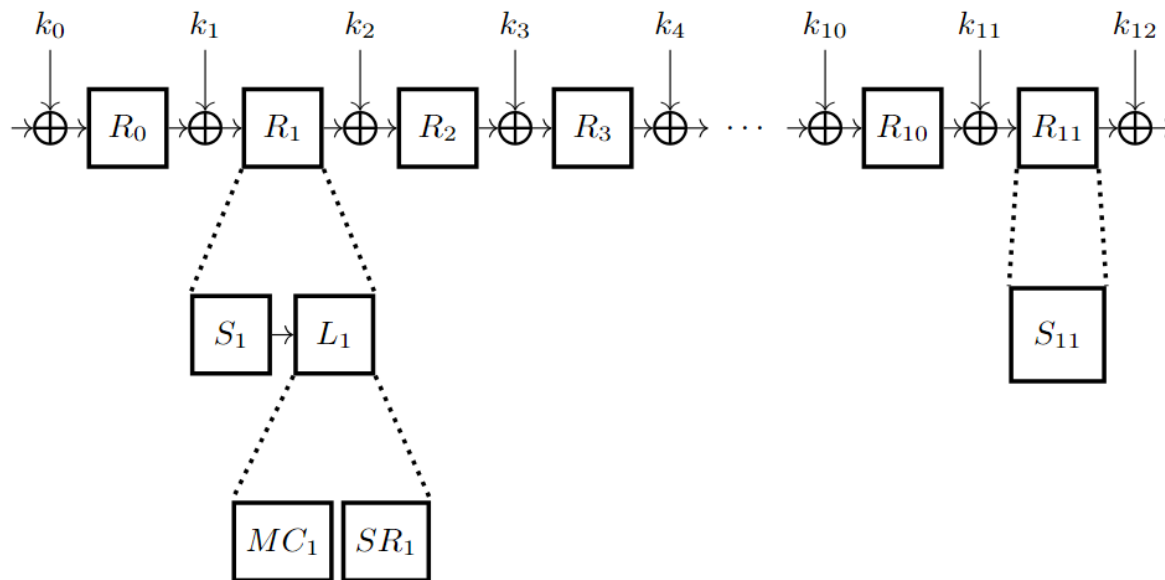 k₀ k₁ k₂ k₃ k₄ k₁₀ k₁₁ k₁₂
R₀ R₁ R₂ R₃ ··· R₁₀ R₁₁
S₁ L₁ S₁₁
MC₁ SR₁